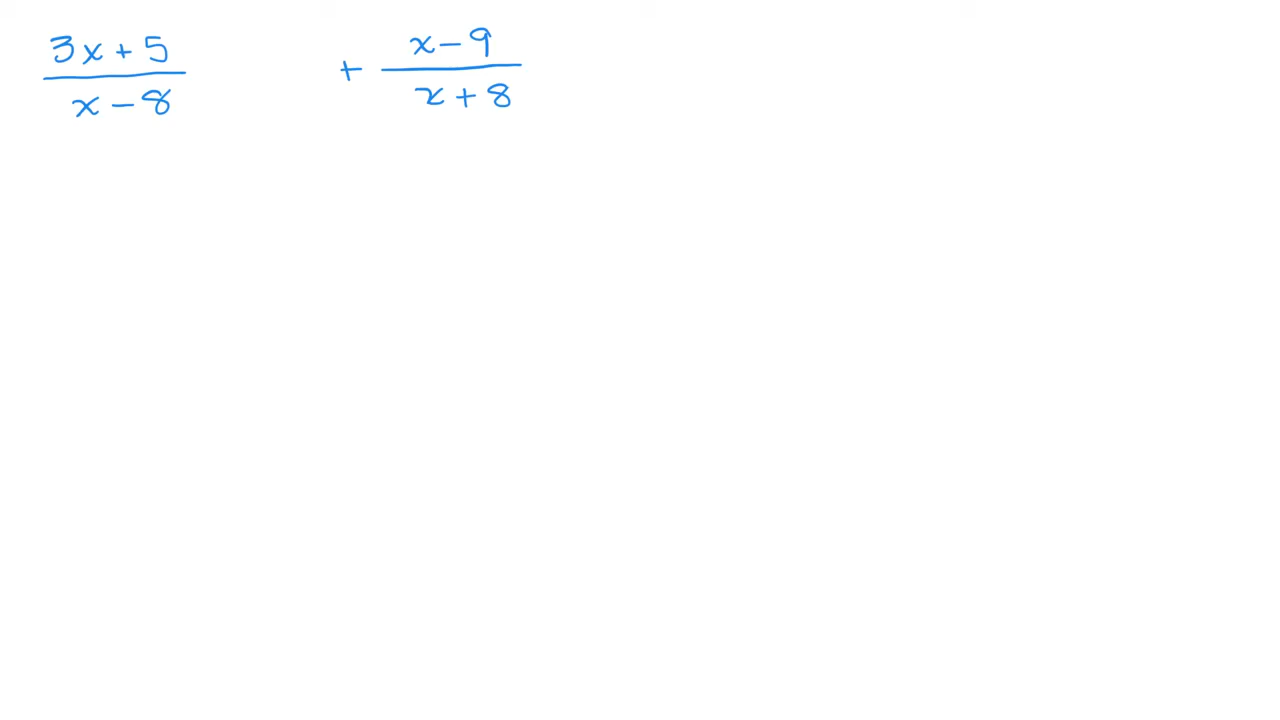 3x + 5 + x - 9
x - 8 x + 8